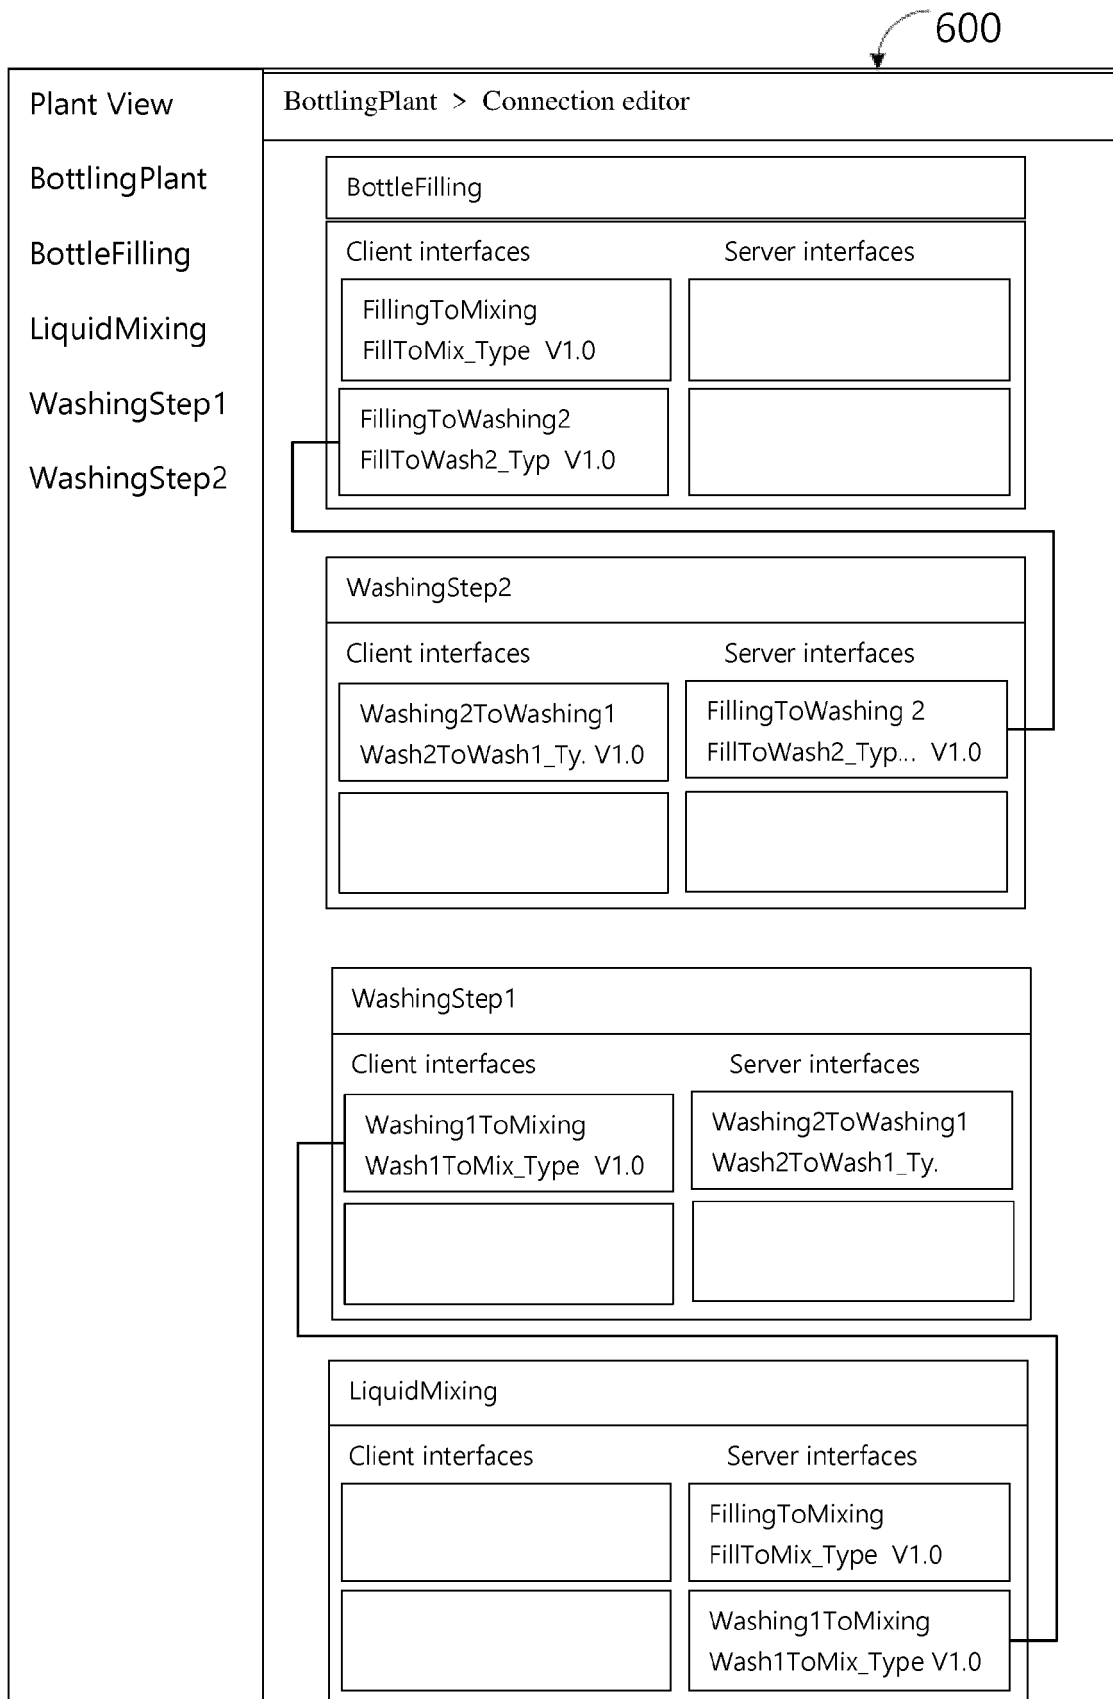 600
Plant View
BottlingPlant
BottleFilling
LiquidMixing
WashingStep1
WashingStep2
BottlingPlant > Connection editor
BottleFilling
Client interfaces
Server interfaces
FillingToMixing
FillToMix_Type V1.0
FillingToWashing2
FillToWash2_Typ V1.0
WashingStep2
Client interfaces
Server interfaces
Washing2ToWashing1
Wash2ToWash1_Ty. V1.0
FillingToWashing 2
FillToWash2_Typ... V1.0
WashingStep1
Client interfaces
Server interfaces
Washing1ToMixing
Wash1ToMix_Type V1.0
Washing2ToWashing1
Wash2ToWash1_Ty.
LiquidMixing
Client interfaces
Server interfaces
FillingToMixing
FillToMix_Type V1.0
Washing1ToMixing
Wash1ToMix_Type V1.0